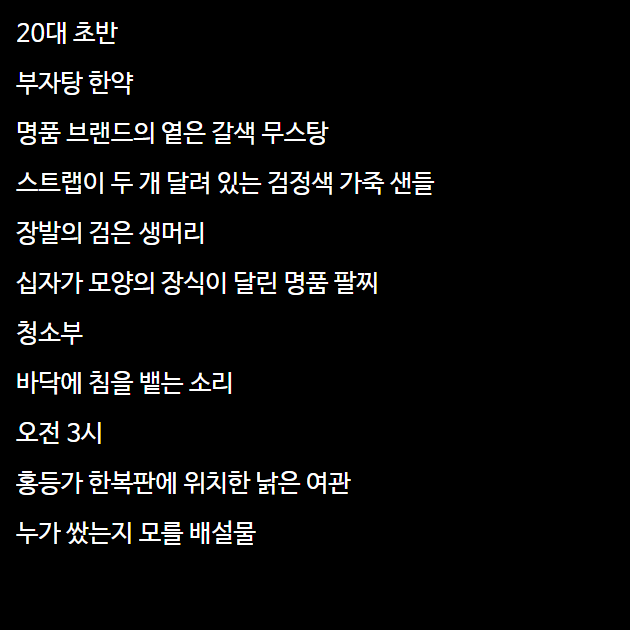 20대 초반
부자탕 한약
명품 브랜드의 옅은 갈색 무스탕
스트랩이 두 개 달려 있는 검정색 가죽 샌들
장발의 검은 생머리
십자가 모양의 장식이 달린 명품 팔찌
청소부
바닥에 침을 뱉는 소리
오전 3시
홍등가 한복판에 위치한 낡은 여관
누가 쌌는지 모를 배설물